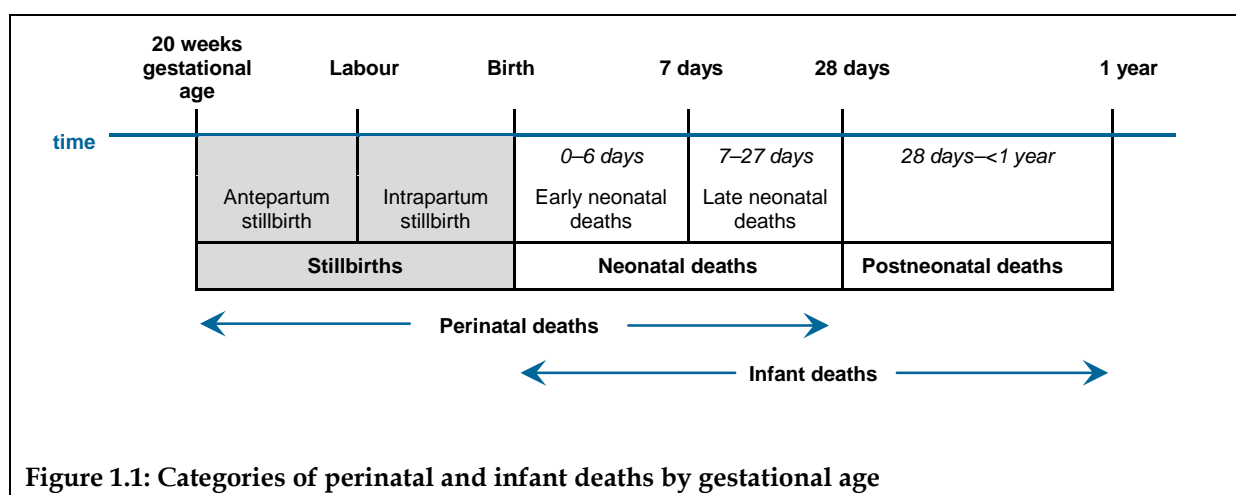 20 weeks
gestational
age
Labour
Birth
7 days
28 days
1 year
time
0–6 days
7–27 days
28 days–<1 year
Antepartum
stillbirth
Intrapartum
stillbirth
Early neonatal
deaths
Late neonatal
deaths
Stillbirths
Neonatal deaths
Postneonatal deaths
Perinatal deaths
Infant deaths
Figure 1.1: Categories of perinatal and infant deaths by gestational age